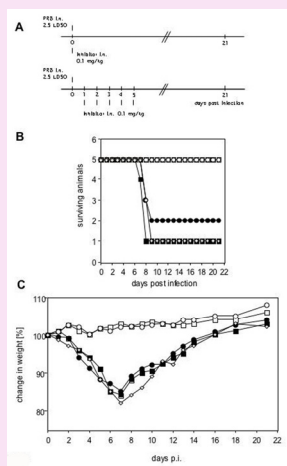 A
PR8 i.n.
2.5 LD50
0
21
Inhibitor i.n.
0.1 mg/kg
PR8 i.n.
2.5 LD50
0 1 2 3 4 5 21
days post infection
Inhibitor i.n. 0.1 mg/kg
B
6
5
4
3
2
1
0
surviving animals
0 2 4 6 8 10 12 14 16 18 20 22
days post infection
C
110
100
90
80
change in weight [%]
0 2 4 6 8 10 12 14 16 18 20 22
days p.i.